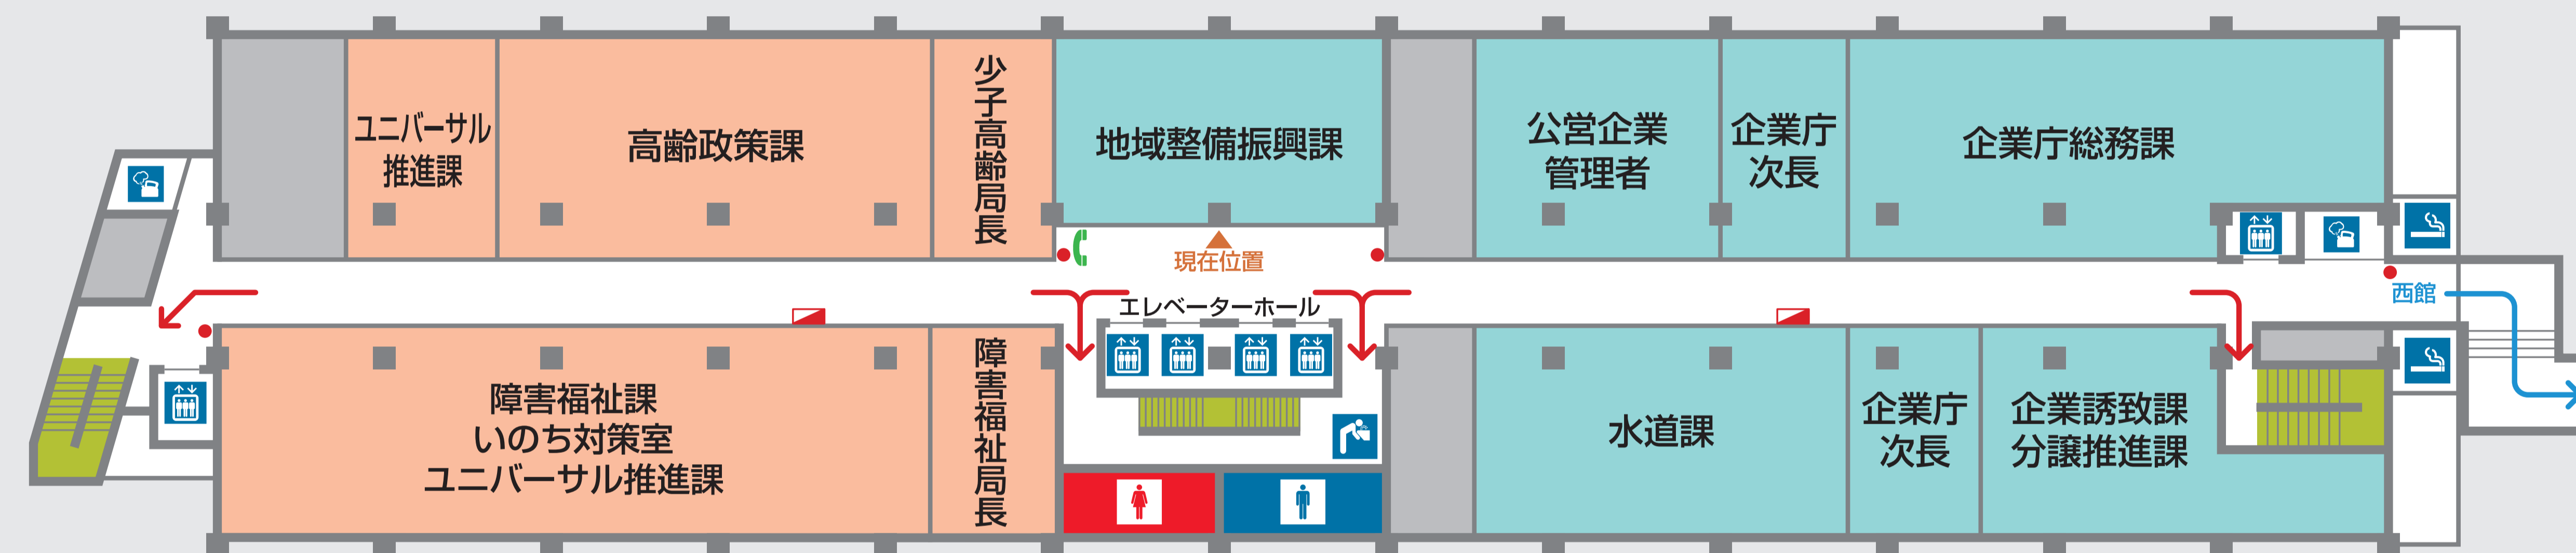 ユニバーサル
推進課
高齢政策課
少子高齢局長
地域整備振興課
公営企業
管理者
企業庁
次長
企業庁総務課
現在位置
エレベーターホール
西館
障害福祉課
いのち対策室
ユニバーサル推進課
障害福祉局長
水道課
企業庁
次長
企業誘致課
分譲推進課